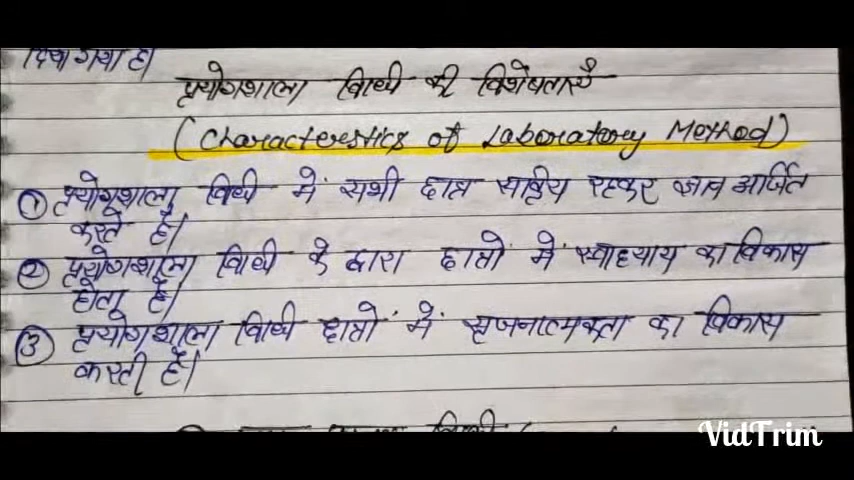 दिया गया है।
प्रयोगशाला विधि की विशेषताएँ
(Characteristics of Laboratory Method)
① प्रयोगशाला विधि में सभी छात्र सक्रिय रहकर ज्ञान अर्जित
करते हैं।
② प्रयोगशाला विधि के द्वारा छात्रों में स्वाध्याय का विकास
होता है।
③ प्रयोगशाला विधि छात्रों में सृजनात्मकता का विकास
करती है।
विधि
VidTrim